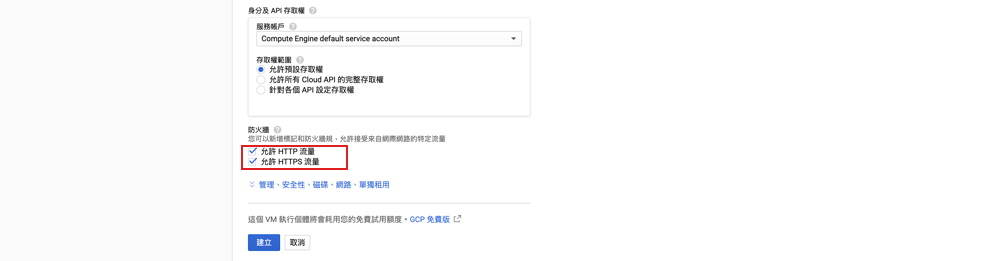 身分及 API 存取權
服務帳戶
Compute Engine default service account
存取權範圍
允許預設存取權
允許所有 Cloud API 的完整存取權
針對各個 API 設定存取權
防火牆
您可以新增標記和防火牆規，允許接受來自網際網路的特定流量
允許 HTTP 流量
允許 HTTPS 流量
管理、安全性、磁碟、網路、單獨租用
這個 VM 執行個體將會耗用您的免費試用額度。GCP 免費版
建立 取消